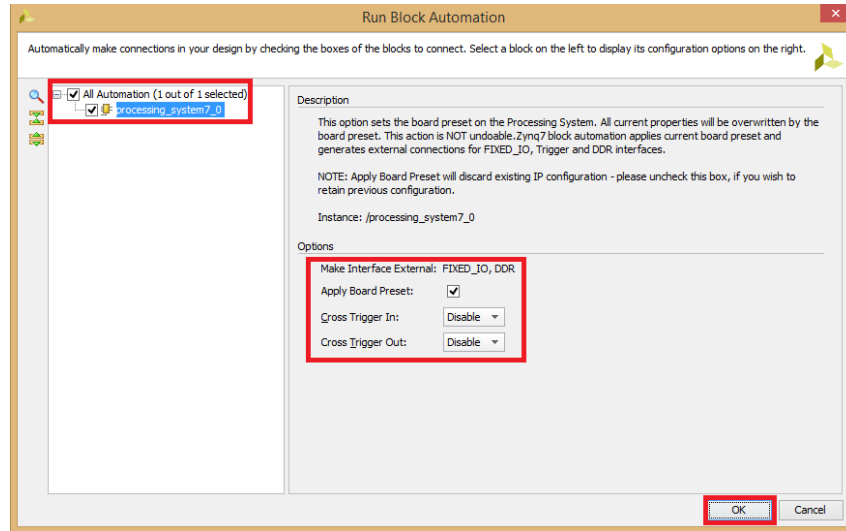 Run Block Automation
Automatically make connections in your design by checking the boxes of the blocks to connect. Select a block on the left to display its configuration options on the right.
All Automation (1 out of 1 selected)
processing_system7_0
Description
This option sets the board preset on the Processing System. All current properties will be overwritten by the
board preset. This action is NOT undoable.Zynq7 block automation applies current board preset and
generates external connections for FIXED_IO, Trigger and DDR interfaces.
NOTE: Apply Board Preset will discard existing IP configuration - please uncheck this box, if you wish to
retain previous configuration.
Instance: /processing_system7_0
Options
Make Interface External: FIXED_IO, DDR
Apply Board Preset:
Cross Trigger In: Disable
Cross Trigger Out: Disable
OK Cancel